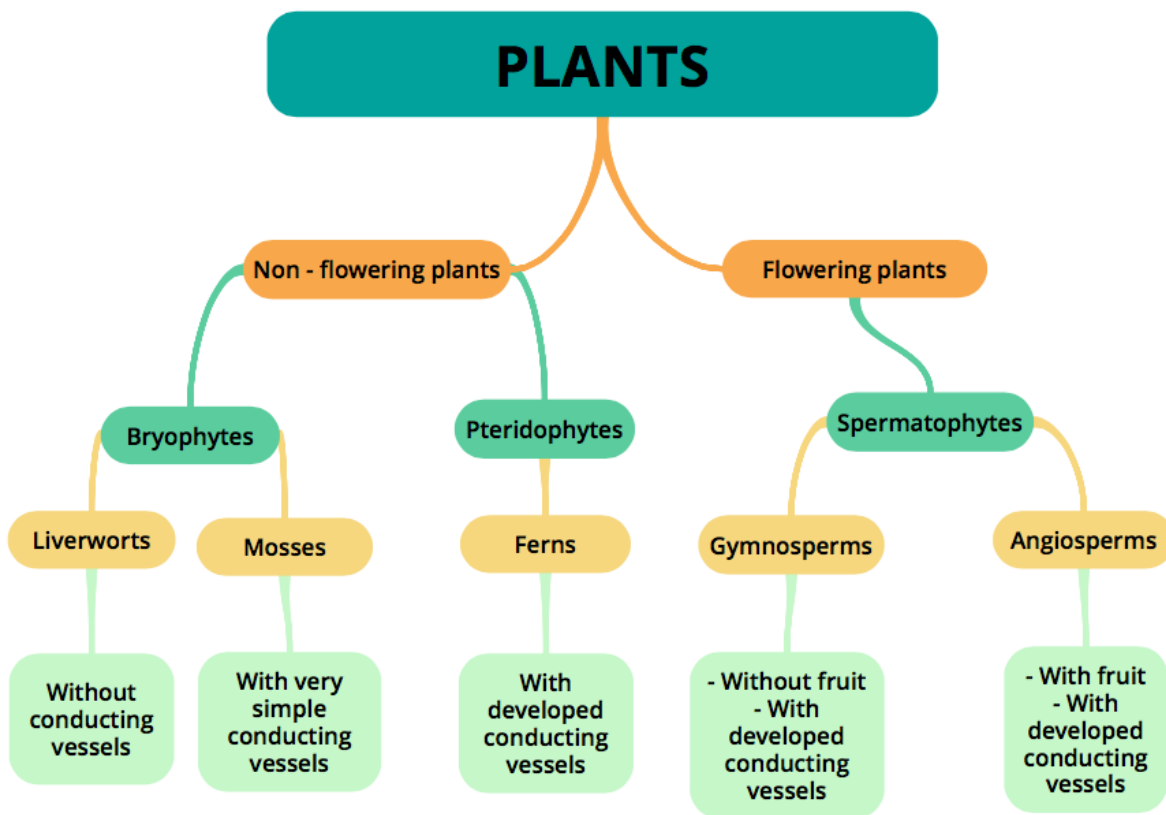 PLANTS
Non - flowering plants
Flowering plants
Bryophytes
Pteridophytes
Spermatophytes
Liverworts
Mosses
Ferns
Gymnosperms
Angiosperms
Without
conducting
vessels
With very
simple
conducting
vessels
With
developed
conducting
vessels
- Without fruit
- With
developed
conducting
vessels
- With fruit
- With
developed
conducting
vessels